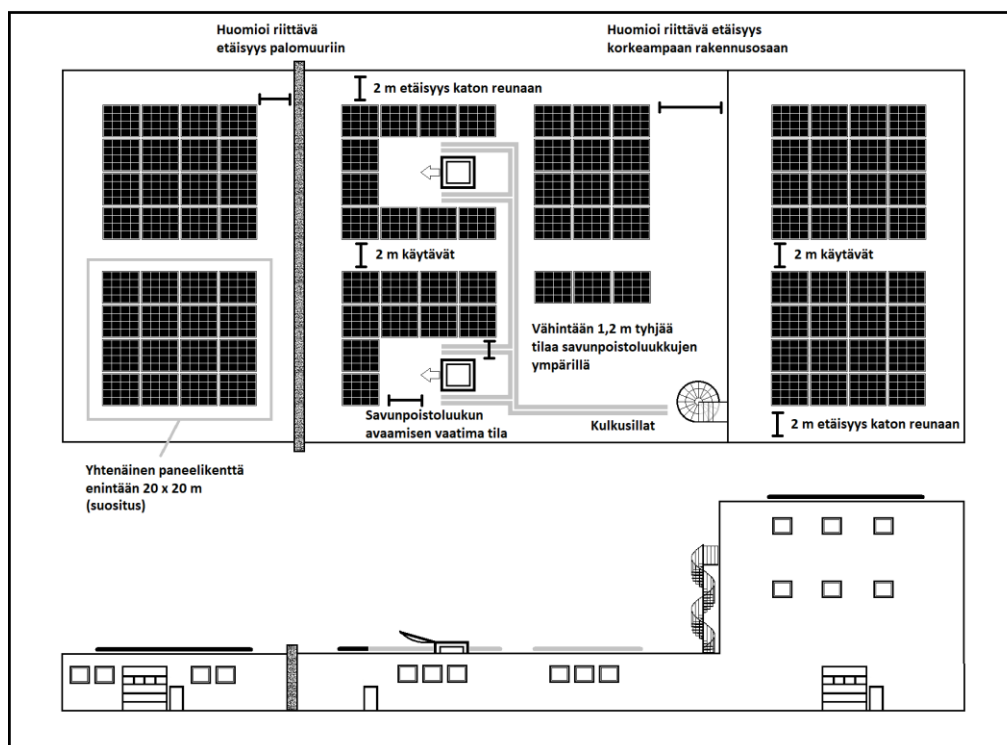 Huomioi riittävä
etäisyys palomuuriin
Huomioi riittävä etäisyys
korkeampaan rakennusosaan
2 m etäisyys katon reunaan
2 m käytävät
2 m käytävät
Vähintään 1,2 m tyhjää
tilaa savunpoistoluukkujen
ympärillä
Savunpoistoluukun
avaamisen vaatima tila
Kulkusillat
2 m etäisyys katon reunaan
Yhtenäinen paneelikenttä
enintään 20 x 20 m
(suositus)